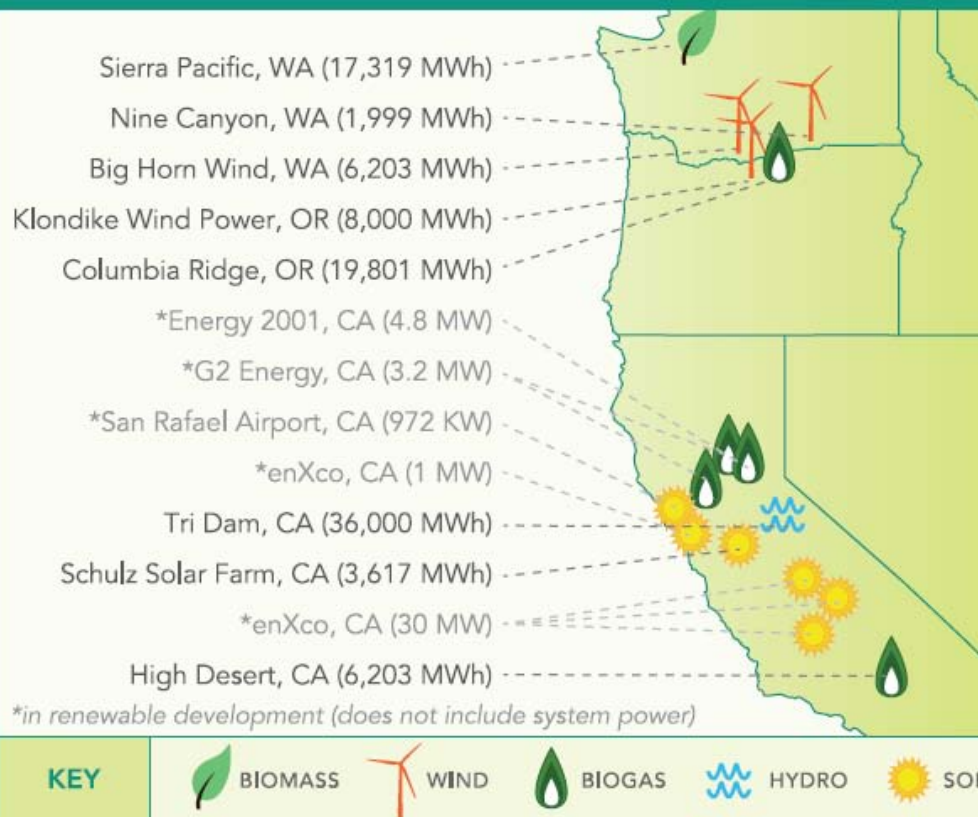 Sierra Pacific, WA (17,319 MWh)
Nine Canyon, WA (1,999 MWh)
Big Horn Wind, WA (6,203 MWh)
Klondike Wind Power, OR (8,000 MWh)
Columbia Ridge, OR (19,801 MWh)
*Energy 2001, CA (4.8 MW)
*G2 Energy, CA (3.2 MW)
*San Rafael Airport, CA (972 KW)
*enXco, CA (1 MW)
Tri Dam, CA (36,000 MWh)
Schulz Solar Farm, CA (3,617 MWh)
*enXco, CA (30 MW)
High Desert, CA (6,203 MWh)
*in renewable development (does not include system power)
KEY BIOMASS WIND BIOGAS HYDRO